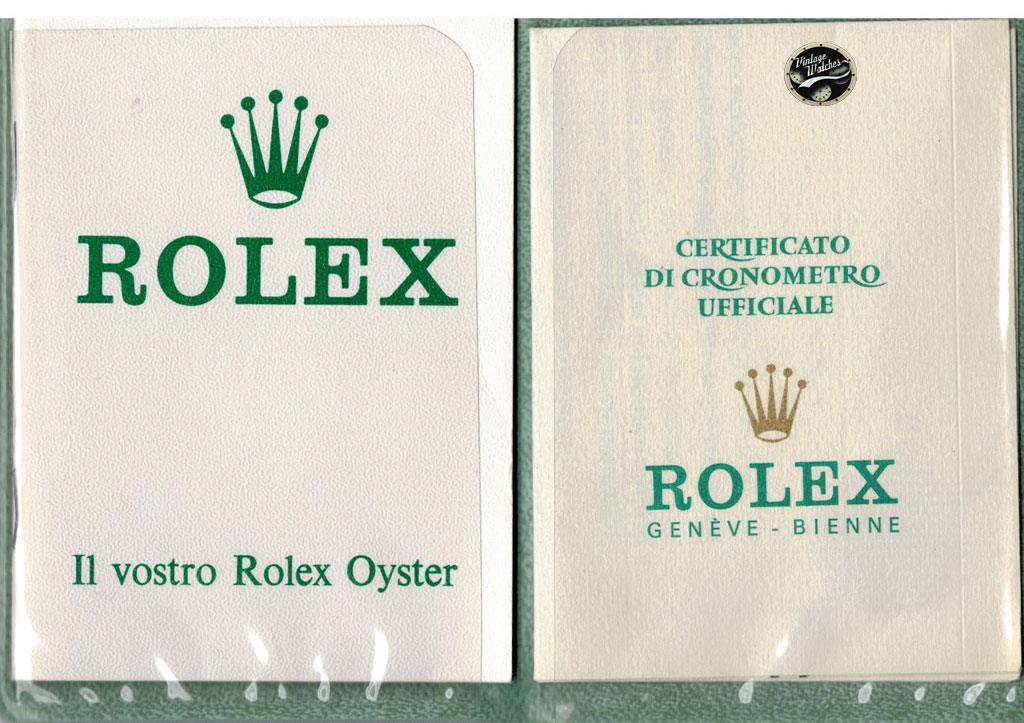 ROLEX
Il vostro Rolex Oyster
Vintage
Watches
CERTIFICATO
DI CRONOMETRO
UFFICIALE
ROLEX
GENÈVE - BIENNE